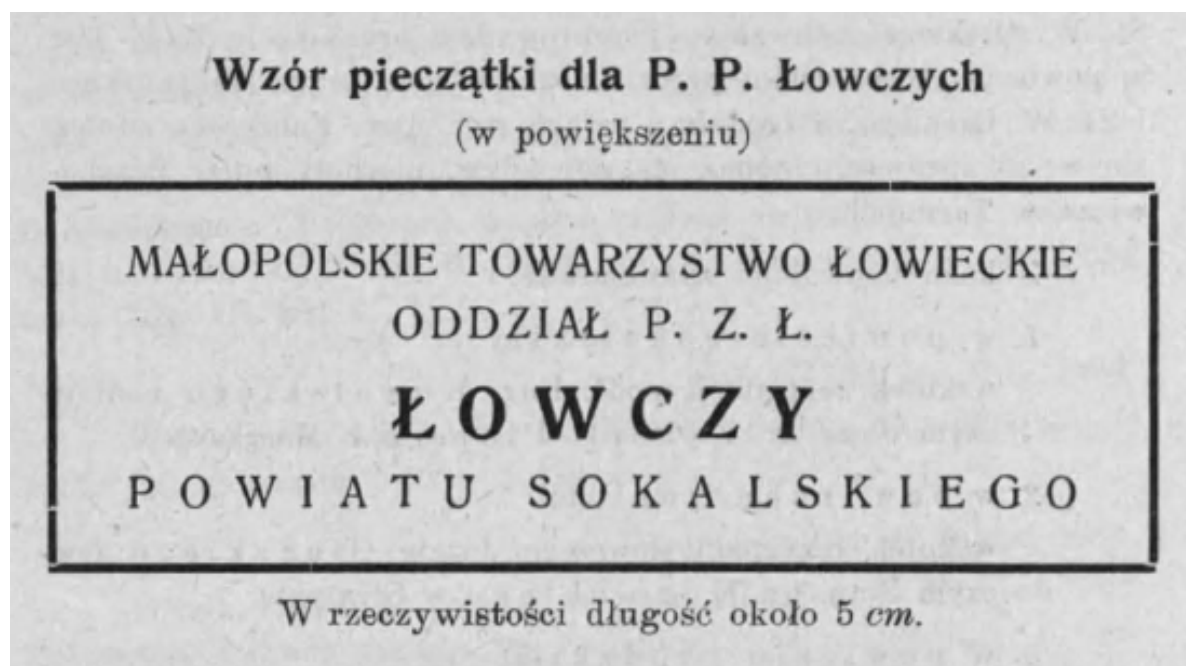 Wzór pieczątki dla P. P. Łowczych
(w powiększeniu)
MAŁOPOLSKIE TOWARZYSTWO ŁOWIECKIE
ODDZIAŁ P. Z. Ł.
ŁOWCZY
POWIATU SOKALSKIEGO
W rzeczywistości długość około 5 cm.